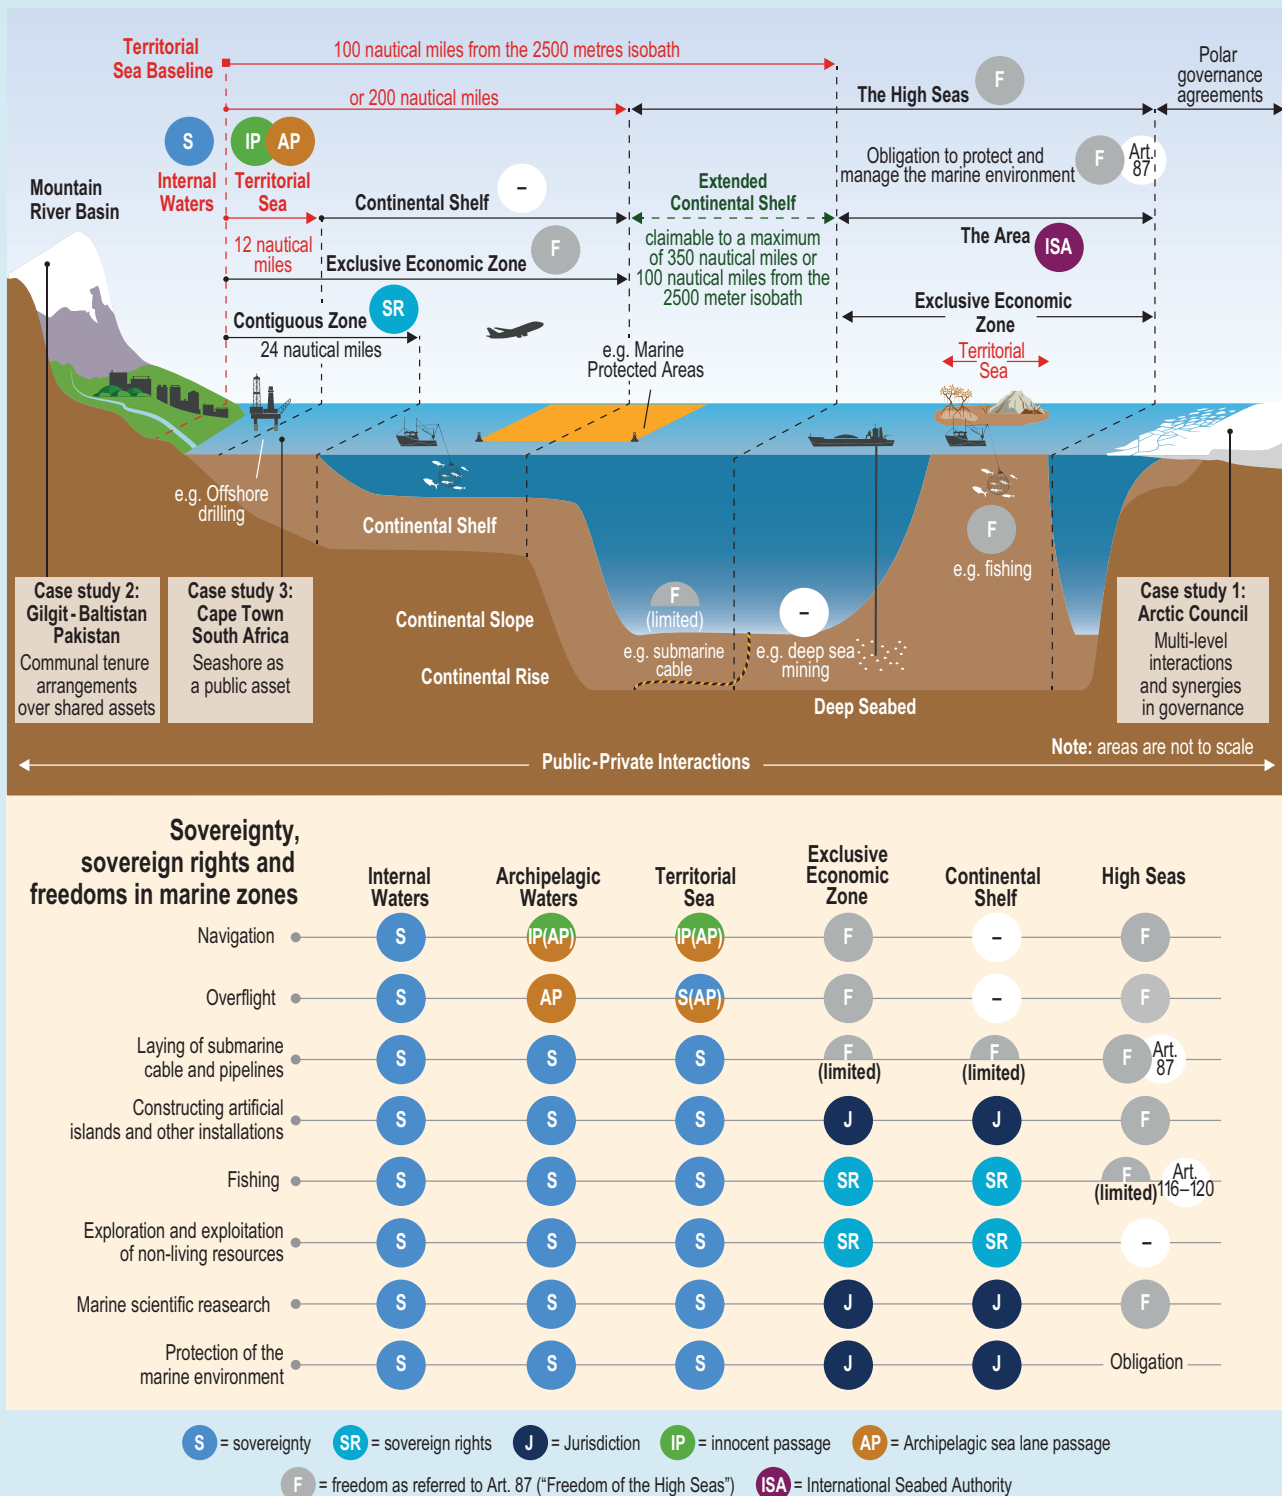 Territorial
Sea Baseline
100 nautical miles from the 2500 metres isobath
or 200 nautical miles
The High Seas
F
Polar
governance
agreements
S
IP
AP
Internal
Waters
Territorial
Sea
12 nautical
miles
Mountain
River Basin
Continental Shelf
–
Exclusive Economic Zone
F
Contiguous Zone
SR
24 nautical miles
Extended
Continental Shelf
claimable to a maximum
of 350 nautical miles or
100 nautical miles from the
2500 meter isobath
Obligation to protect and
manage the marine environment
F
Art.
87
The Area
ISA
Exclusive Economic
Zone
Territorial
Sea
e.g. Marine
Protected Areas
e.g. Offshore
drilling
Continental Shelf
Continental Slope
Continental Rise
F
(limited)
e.g. submarine
cable
–
e.g. deep sea
mining
F
e.g. fishing
Deep Seabed
Case study 2:
Gilgit-Baltistan
Pakistan
Communal tenure
arrangements
over shared assets
Case study 3:
Cape Town
South Africa
Seashore as
a public asset
Case study 1:
Arctic Council
Multi-level
interactions
and synergies
in governance
Note: areas are not to scale
Public-Private Interactions
Sovereignty,
sovereign rights and
freedoms in marine zones
Internal
Waters
Archipelagic
Waters
Territorial
Sea
Exclusive
Economic
Zone
Continental
Shelf
High Seas
Navigation S IP(AP) IP(AP) F – F
Overflight S AP S(AP) F – F
Laying of submarine
cable and pipelines
S S S F (limited) F (limited) F Art. 87
Constructing artificial
islands and other installations
S S S J J F
Fishing S S S SR SR F (limited) Art. 116–120
Exploration and exploitation
of non-living resources
S S S SR SR –
Marine scientific reasearch S S S J J F
Protection of the
marine environment
S S S J J Obligation
S = sovereignty SR = sovereign rights J = Jurisdiction IP = innocent passage AP = Archipelagic sea lane passage
F = freedom as referred to Art. 87 (“Freedom of the High Seas”) ISA = International Seabed Authority